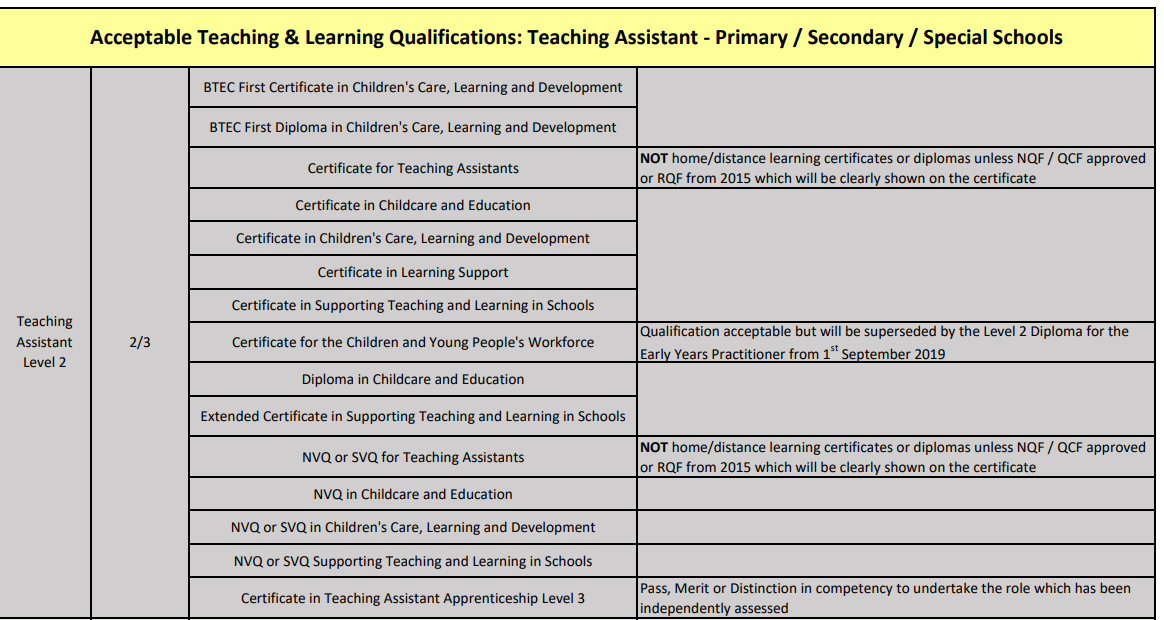 Acceptable Teaching & Learning Qualifications: Teaching Assistant - Primary / Secondary / Special Schools
Teaching
Assistant
Level 2
2/3
BTEC First Certificate in Children's Care, Learning and Development
BTEC First Diploma in Children's Care, Learning and Development
Certificate for Teaching Assistants
NOT home/distance learning certificates or diplomas unless NQF / QCF approved
or RQF from 2015 which will be clearly shown on the certificate
Certificate in Childcare and Education
Certificate in Children's Care, Learning and Development
Certificate in Learning Support
Certificate in Supporting Teaching and Learning in Schools
Certificate for the Children and Young People's Workforce
Qualification acceptable but will be superseded by the Level 2 Diploma for the
Early Years Practitioner from 1st September 2019
Diploma in Childcare and Education
Extended Certificate in Supporting Teaching and Learning in Schools
NVQ or SVQ for Teaching Assistants
NOT home/distance learning certificates or diplomas unless NQF / QCF approved
or RQF from 2015 which will be clearly shown on the certificate
NVQ in Childcare and Education
NVQ or SVQ in Children's Care, Learning and Development
NVQ or SVQ Supporting Teaching and Learning in Schools
Certificate in Teaching Assistant Apprenticeship Level 3
Pass, Merit or Distinction in competency to undertake the role which has been
independently assessed